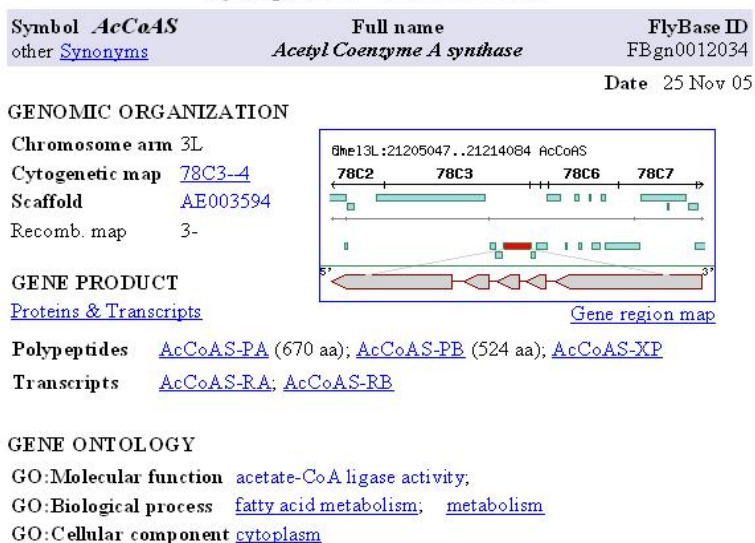 Symbol AcCoAS Full name FlyBase ID
other Synonyms Acetyl Coenzyme A synthase FBgn0012034
Date 25 Nov 05
GENOMIC ORGANIZATION
Chromosome arm 3L
Cytogenetic map 78C3--4
Scaffold AE003594
Recomb. map 3-
3L:21205047..21214084 AcCoAS
78C2 78C3 78C6 78C7
5' 3'
Gene region map
GENE PRODUCT
Proteins & Transcripts
Polypeptides AcCoAS-PA (670 aa); AcCoAS-PB (524 aa); AcCoAS-XP
Transcripts AcCoAS-RA; AcCoAS-RB
GENE ONTOLOGY
GO:Molecular function acetate-CoA ligase activity;
GO:Biological process fatty acid metabolism; metabolism
GO:Cellular component cytoplasm